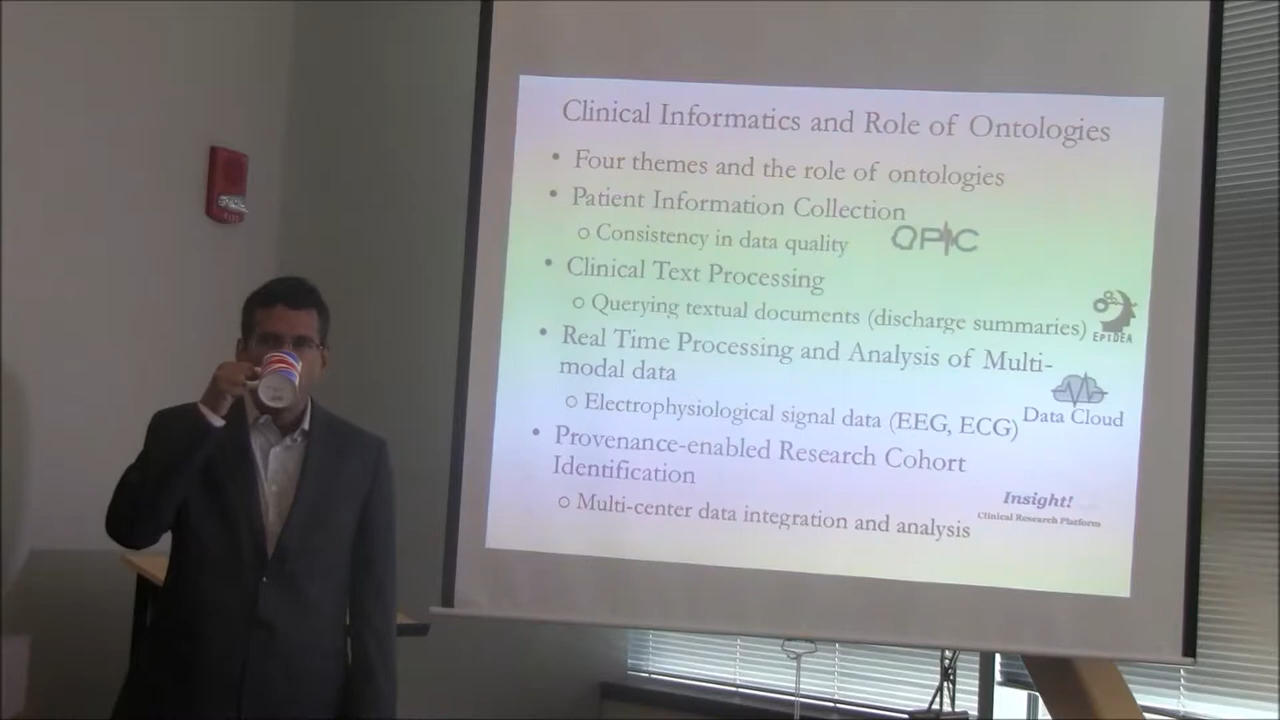 Clinical Informatics and Role of Ontologies
• Four themes and the role of ontologies
• Patient Information Collection
o Consistency in data quality
OPIC
• Clinical Text Processing
o Querying textual documents (discharge summaries)
EPIDEA
• Real Time Processing and Analysis of Multi-
modal data
o Electrophysiological signal data (EEG, ECG)
Data Cloud
• Provenance-enabled Research Cohort
Identification
o Multi-center data integration and analysis
Insight!
Clinical Research Platform
FIRE